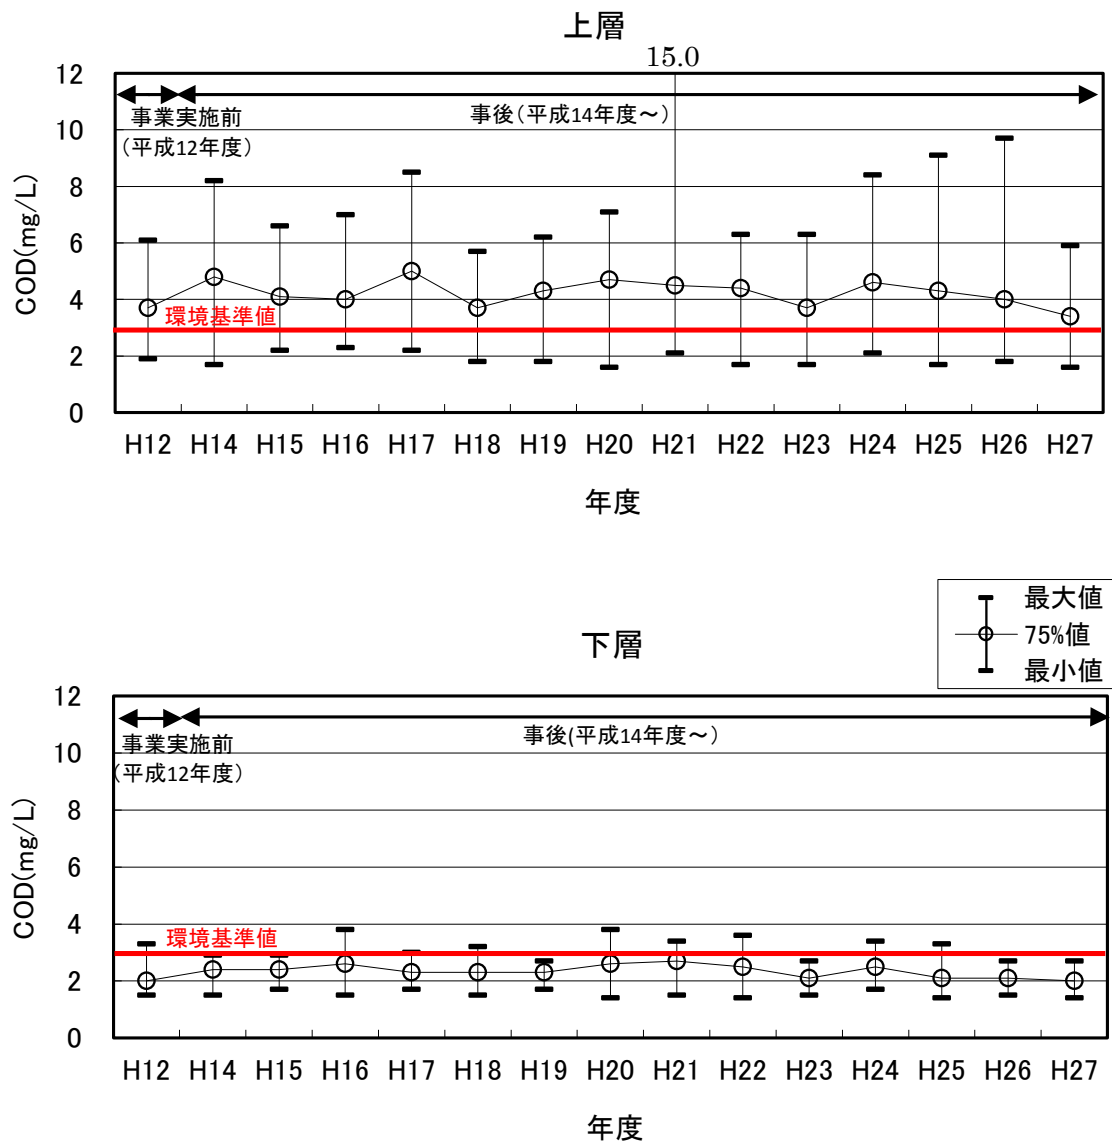 上層
15.0
12
10
8
6
4
2
0
COD(mg/L)
事業実施前
(平成12年度)
事後(平成14年度～)
環境基準値
H12 H14 H15 H16 H17 H18 H19 H20 H21 H22 H23 H24 H25 H26 H27
年度
最大値
75%値
最小値
下層
12
10
8
6
4
2
0
COD(mg/L)
事業実施前
(平成12年度)
事後(平成14年度～)
環境基準値
H12 H14 H15 H16 H17 H18 H19 H20 H21 H22 H23 H24 H25 H26 H27
年度